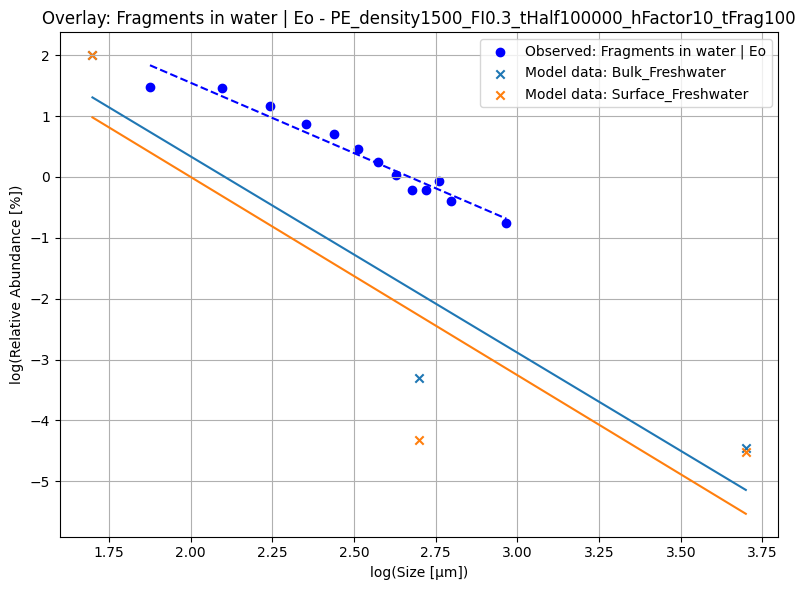 Overlay: Fragments in water | Eo - PE_density1500_FI0.3_tHalf100000_hFactor10_tFrag100
Observed: Fragments in water | Eo
Model data: Bulk_Freshwater
Model data: Surface_Freshwater
log(Relative Abundance [%])
2
1
0
−1
−2
−3
−4
−5
1.75 2.00 2.25 2.50 2.75 3.00 3.25 3.50 3.75
log(Size [μm])